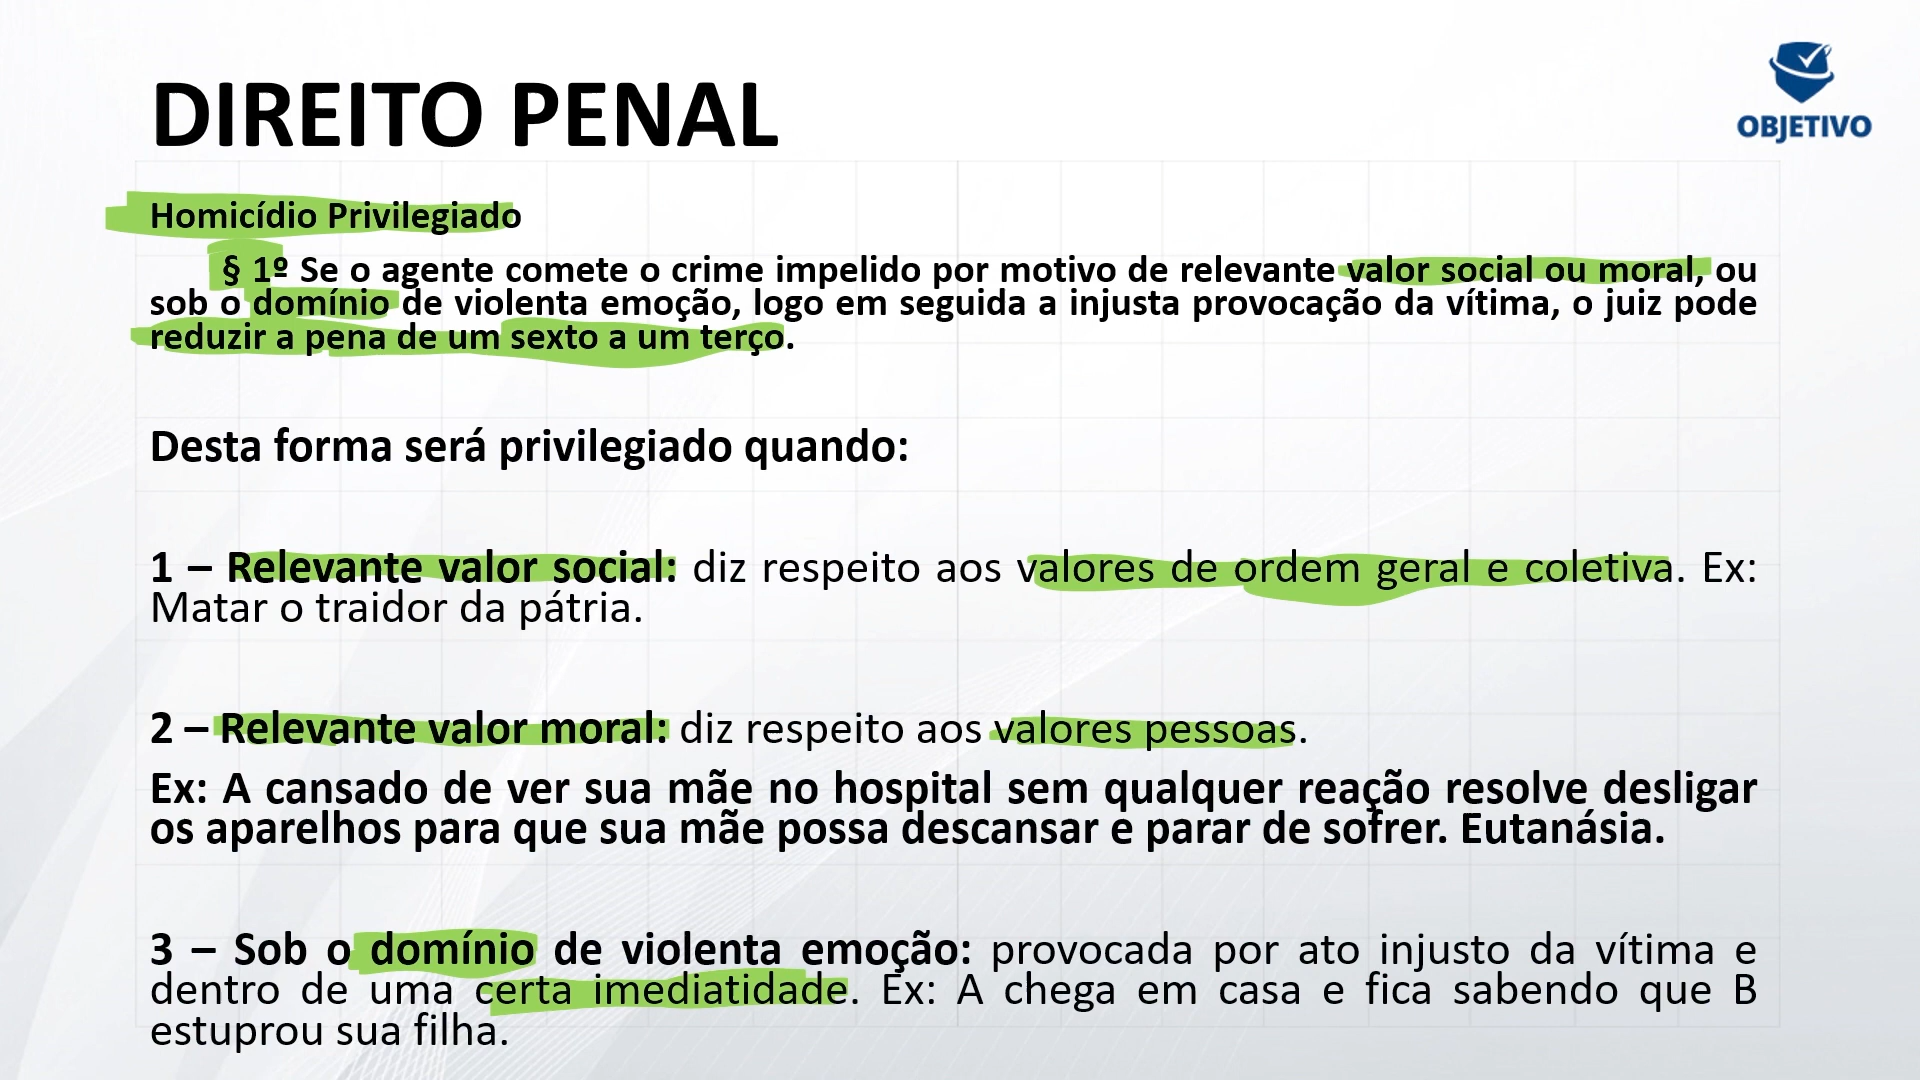 DIREITO PENAL
OBJETIVO
Homicídio Privilegiado
§ 1º Se o agente comete o crime impelido por motivo de relevante valor social ou moral, ou
sob o domínio de violenta emoção, logo em seguida a injusta provocação da vítima, o juiz pode
reduzir a pena de um sexto a um terço.
Desta forma será privilegiado quando:
1 – Relevante valor social: diz respeito aos valores de ordem geral e coletiva. Ex:
Matar o traidor da pátria.
2 – Relevante valor moral: diz respeito aos valores pessoas.
Ex: A cansado de ver sua mãe no hospital sem qualquer reação resolve desligar
os aparelhos para que sua mãe possa descansar e parar de sofrer. Eutanásia.
3 – Sob o domínio de violenta emoção: provocada por ato injusto da vítima e
dentro de uma certa imediatidade. Ex: A chega em casa e fica sabendo que B
estuprou sua filha.